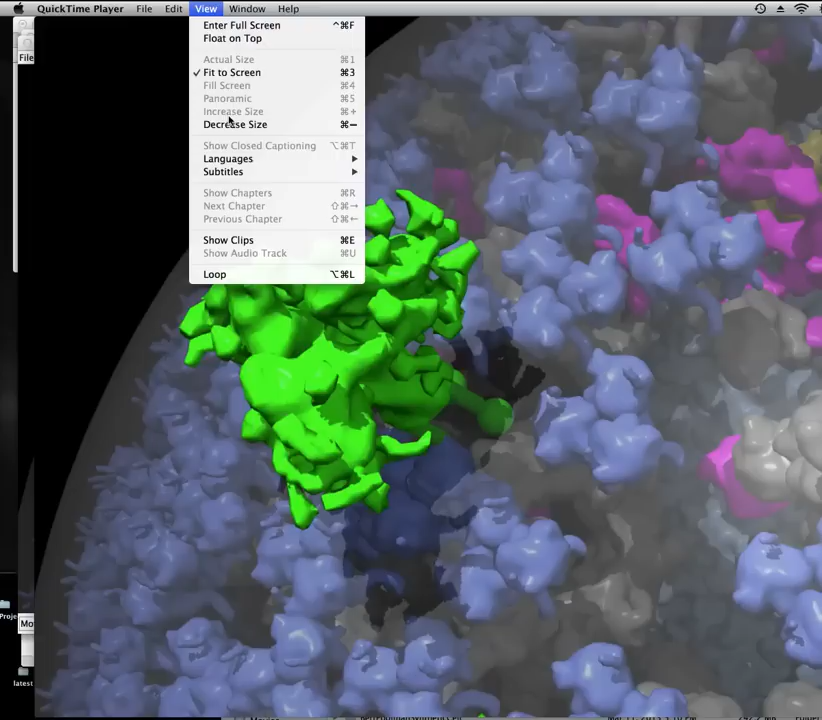 QuickTime Player File Edit View Window Help
File
Enter Full Screen ^⌘F
Float on Top
Actual Size ⌘1
✓ Fit to Screen ⌘3
Fill Screen ⌘4
Panoramic ⌘5
Increase Size ⌘+
Decrease Size ⌘−
Show Closed Captioning ⌥⌘T
Languages ▶
Subtitles ▶
Show Chapters ⌘R
Next Chapter ⇧⌘→
Previous Chapter ⇧⌘←
Show Clips ⌘E
Show Audio Track ⌘U
Loop ⌥⌘L
Proje
Mo
latest